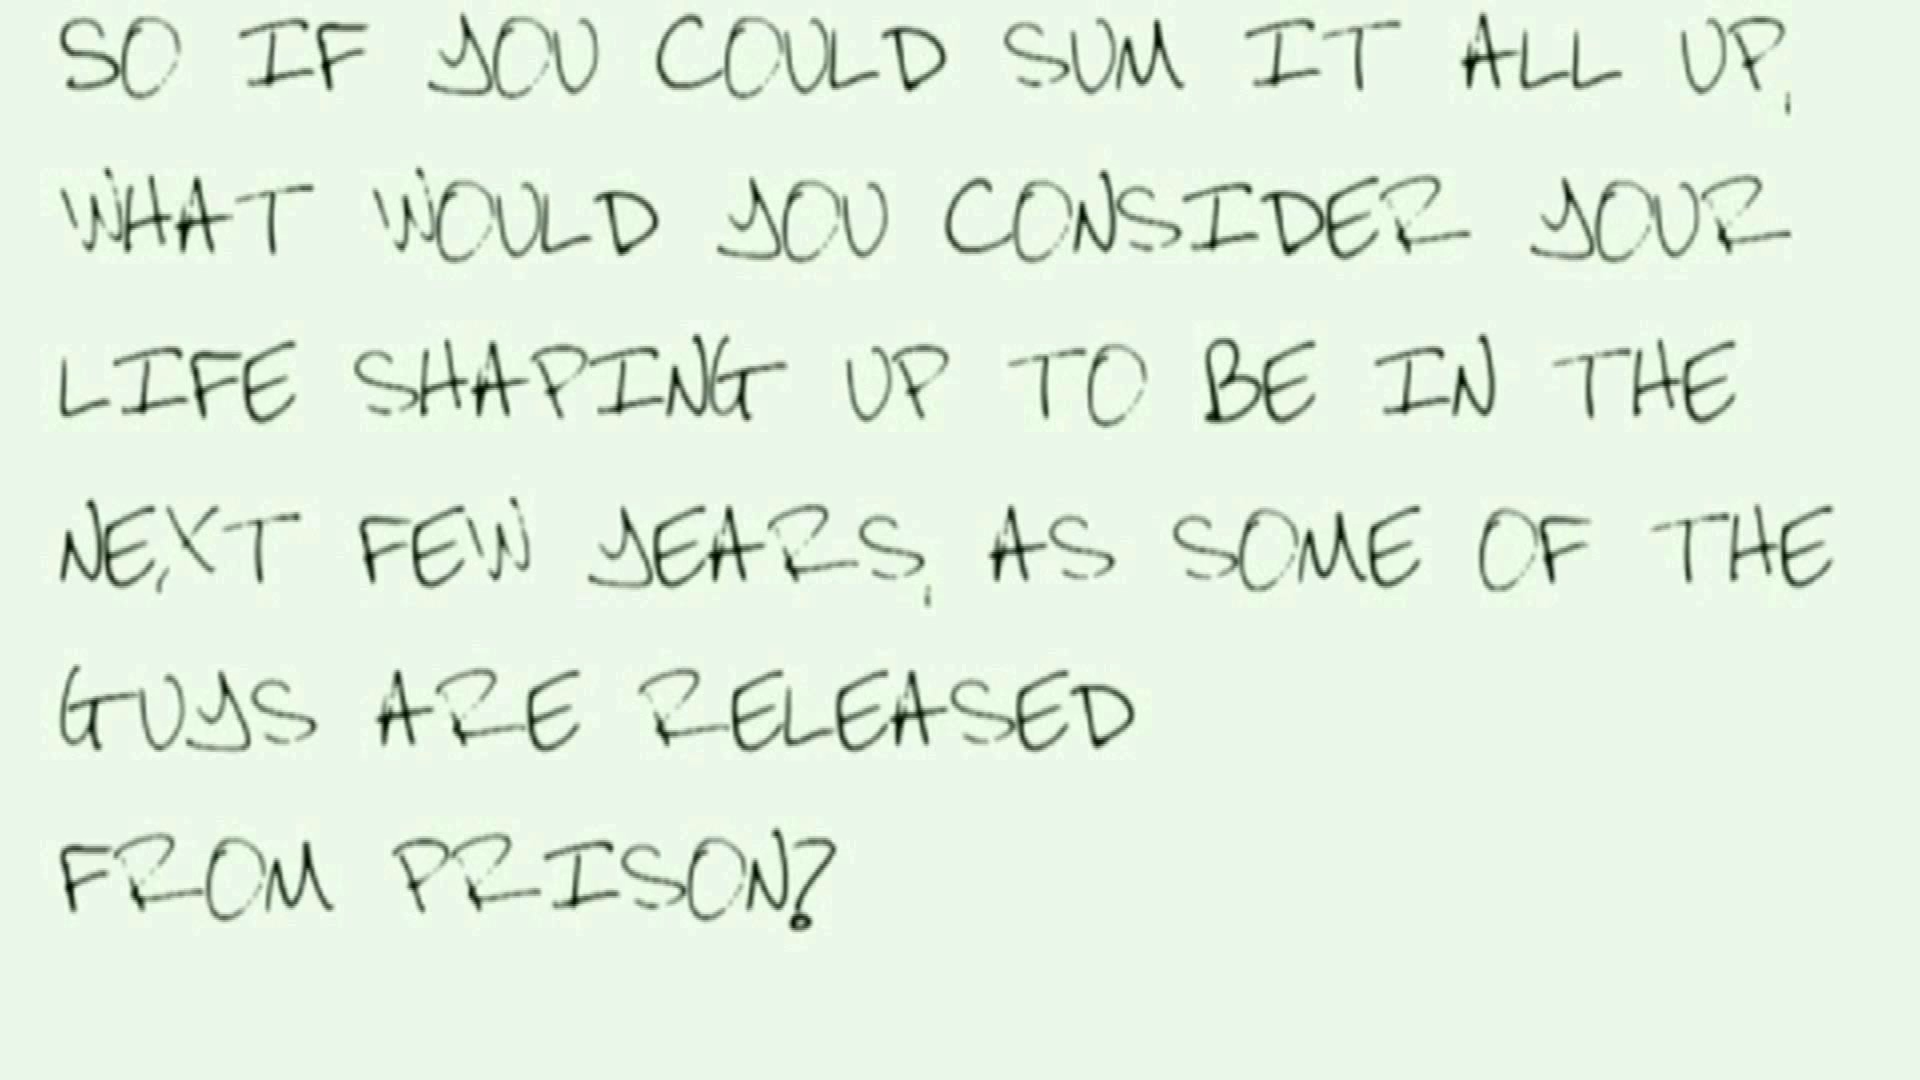 SO IF YOU COULD SUM IT ALL UP,
WHAT WOULD YOU CONSIDER YOUR
LIFE SHAPING UP TO BE IN THE
NEXT FEW YEARS, AS SOME OF THE
GUYS ARE RELEASED
FROM PRISON?